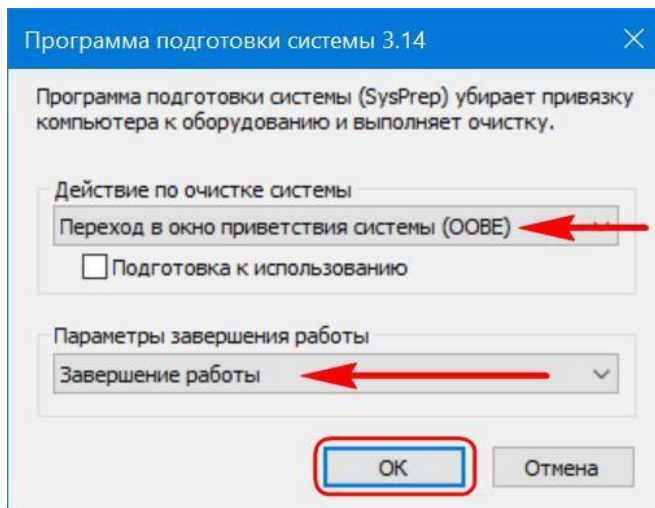 Программа подготовки системы 3.14
Программа подготовки системы (SysPrep) убирает привязку
компьютера к оборудованию и выполняет очистку.
Действие по очистке системы
Переход в окно приветствия системы (OOBE)
Подготовка к использованию
Параметры завершения работы
Завершение работы
ОК
Отмена